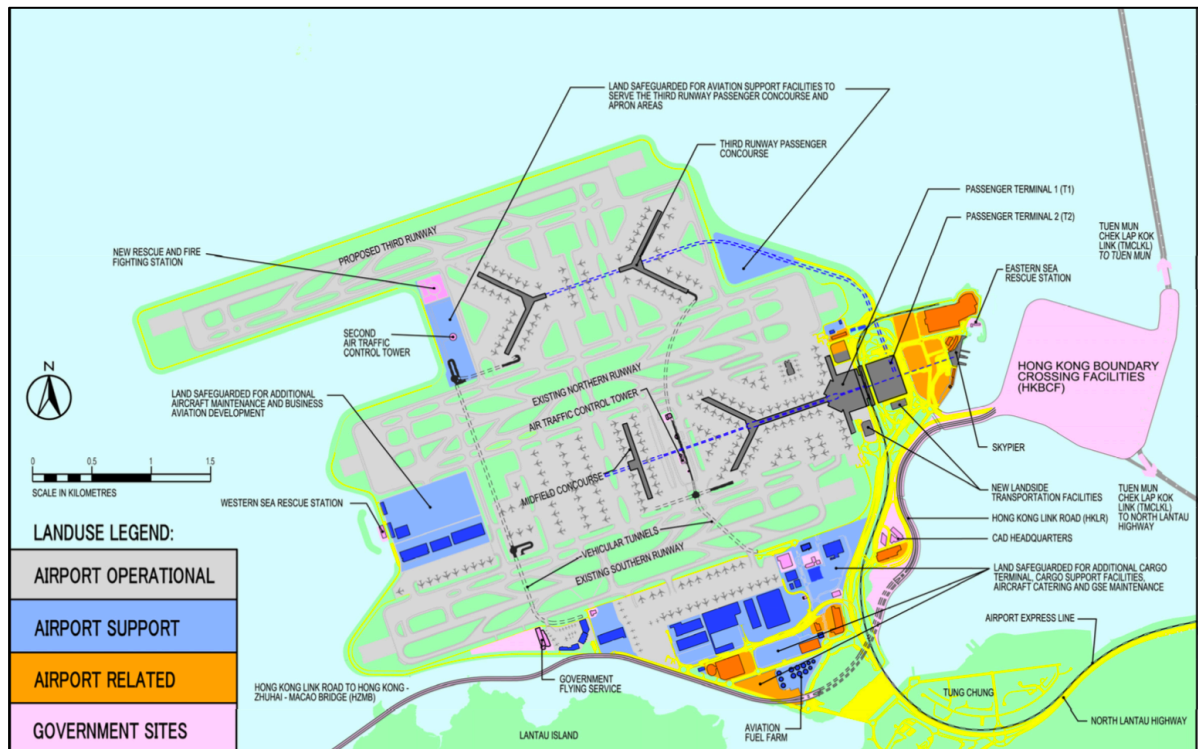 LAND SAFEGUARDED FOR AVIATION SUPPORT FACILITIES TO
SERVE THE THIRD RUNWAY PASSENGER CONCOURSE AND
APRON AREAS
THIRD RUNWAY PASSENGER
CONCOURSE
PASSENGER TERMINAL 1 (T1)
PASSENGER TERMINAL 2 (T2)
TUEN MUN
CHEK LAP KOK
LINK (TMCLKL)
TO TUEN MUN
EASTERN SEA
RESCUE STATION
NEW RESCUE AND FIRE
FIGHTING STATION
PROPOSED THIRD RUNWAY
SECOND
AIR TRAFFIC
CONTROL TOWER
HONG KONG BOUNDARY
CROSSING FACILITIES
(HKBCF)
N
EXISTING NORTHERN RUNWAY
AIR TRAFFIC CONTROL TOWER
LAND SAFEGUARDED FOR ADDITIONAL
AIRCRAFT MAINTENANCE AND BUSINESS
AVIATION DEVELOPMENT
SKYPIER
0 0.5 1 1.5
SCALE IN KILOMETRES
MIDFIELD CONCOURSE
NEW LANDSIDE
TRANSPORTATION FACILITIES
TUEN MUN
CHEK LAP KOK
LINK (TMCLKL)
TO NORTH LANTAU
HIGHWAY
WESTERN SEA RESCUE STATION
HONG KONG LINK ROAD (HKLR)
CAD HEADQUARTERS
VEHICULAR TUNNELS
EXISTING SOUTHERN RUNWAY
LAND SAFEGUARDED FOR ADDITIONAL CARGO
TERMINAL, CARGO SUPPORT FACILITIES,
AIRCRAFT CATERING AND GSE MAINTENANCE
LANDUSE LEGEND:
AIRPORT OPERATIONAL
AIRPORT SUPPORT
AIRPORT RELATED
GOVERNMENT SITES
AIRPORT EXPRESS LINE
HONG KONG LINK ROAD TO HONG KONG -
ZHUHAI - MACAO BRIDGE (HZMB)
GOVERNMENT
FLYING SERVICE
TUNG CHUNG
NORTH LANTAU HIGHWAY
AVIATION
FUEL FARM
LANTAU ISLAND